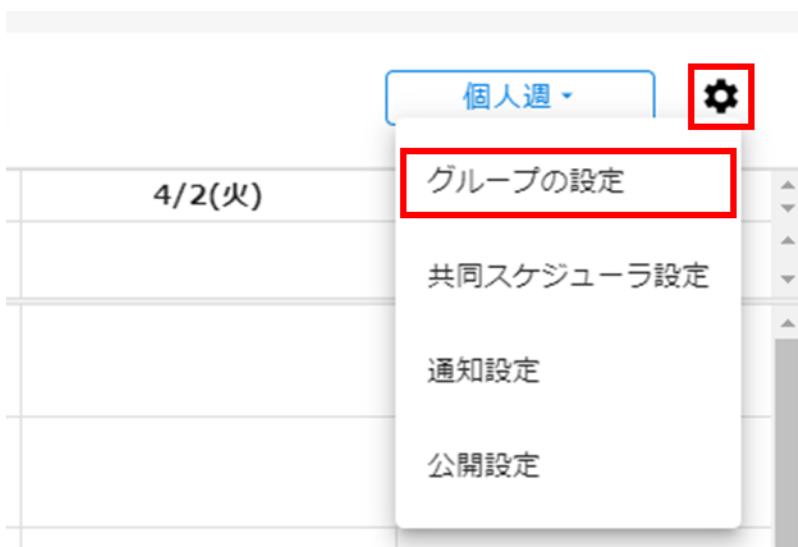 個人週
グループの設定
4/2(火)
共同スケジューラ設定
通知設定
公開設定